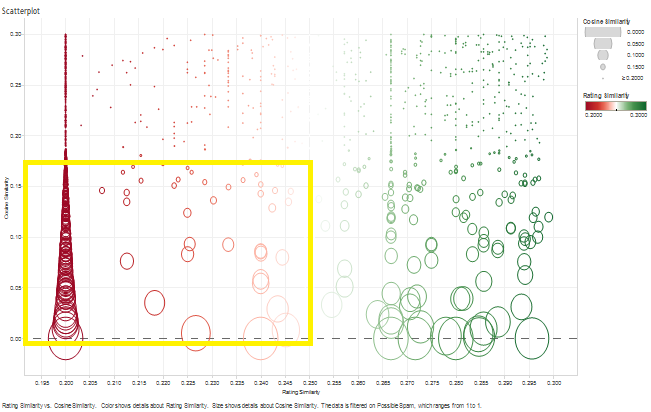 Scatterplot
Cosine Similarity
0.0000
0.0500
0.1000
0.1500
≥ 0.2000
Rating Similarity
0.2000 0.3000
0.30
0.25
0.20
0.15
0.10
0.05
0.00
Cosine Similarity
0.195 0.200 0.205 0.210 0.215 0.220 0.225 0.230 0.235 0.240 0.245 0.250 0.255 0.260 0.265 0.270 0.275 0.280 0.285 0.290 0.295 0.300
Rating Similarity
Rating Similarity vs. Cosine Similarity. Color shows details about Rating Similarity. Size shows details about Cosine Similarity. The data is filtered on Possible Spam, which ranges from 1 to 1.